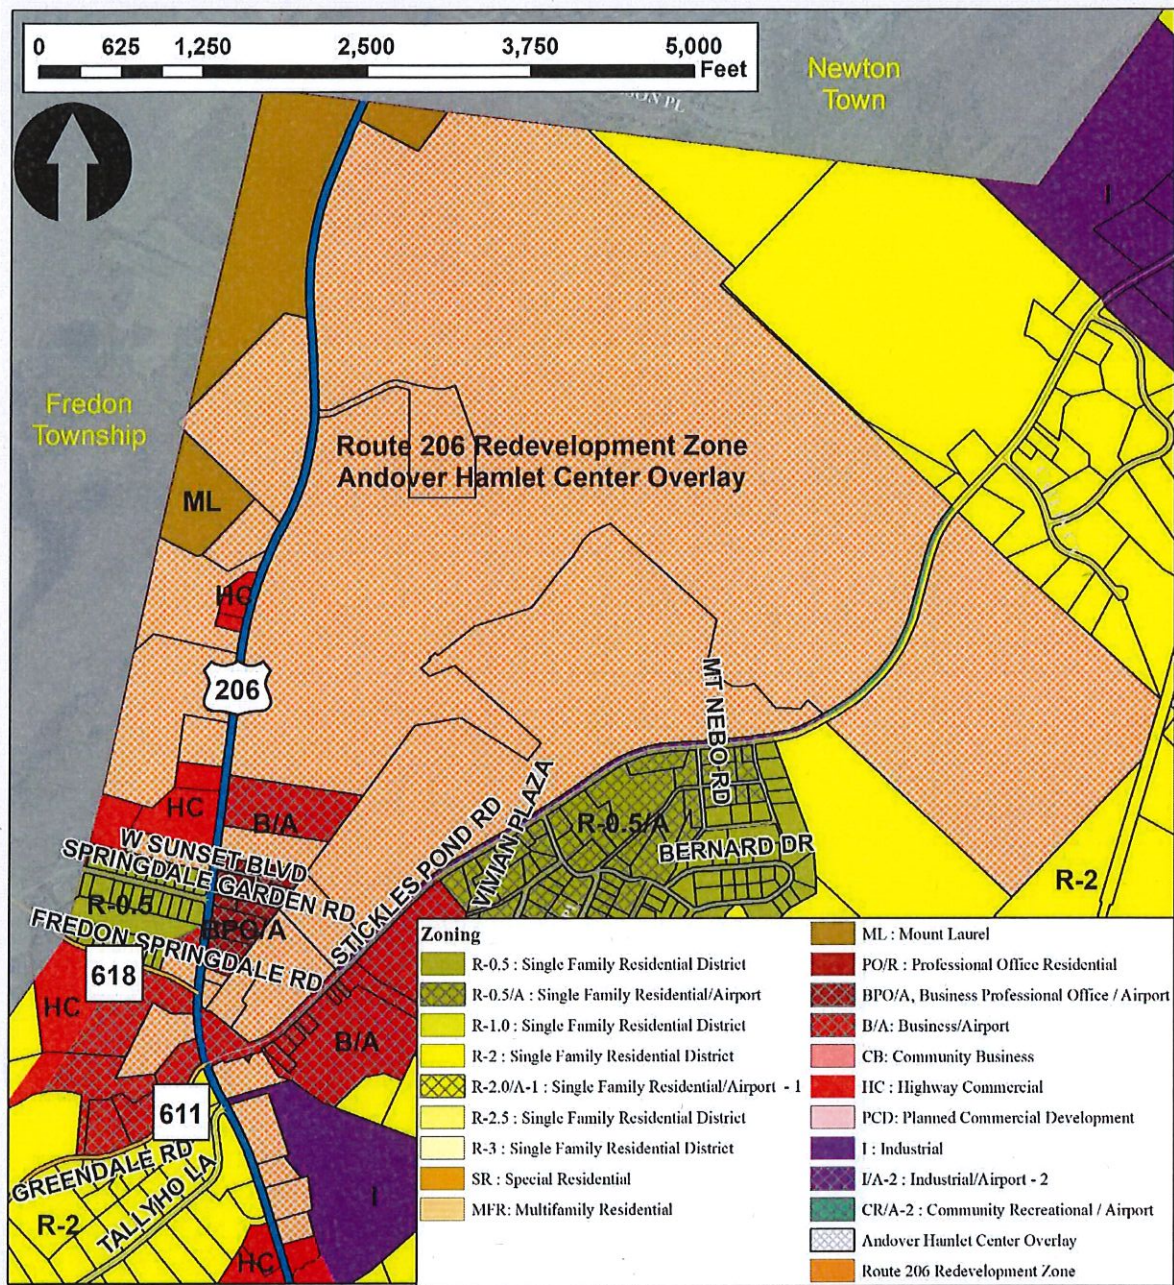 0 625 1,250 2,500 3,750 5,000
Feet
Newton
Town
I
Fredon
Township
Route 206 Redevelopment Zone
Andover Hamlet Center Overlay
ML
HC
206
MT NEBO RD
HC
B/A
W SUNSET BLVD
SPRINGDALE GARDEN RD
R-0.5
BPO/A
FREDON SPRINGDALE RD
STICKLES POND RD
VIVIAN PLAZA
R-0.5/A
BERNARD DR
R-2
618
HC
B/A
611
GREENDALE RD
TALLYHO LA
R-2
I
HC
Zoning
R-0.5 : Single Family Residential District
R-0.5/A : Single Family Residential/Airport
R-1.0 : Single Family Residential District
R-2 : Single Family Residential District
R-2.0/A-1 : Single Family Residential/Airport - 1
R-2.5 : Single Family Residential District
R-3 : Single Family Residential District
SR : Special Residential
MFR: Multifamily Residential
ML : Mount Laurel
PO/R : Professional Office Residential
BPO/A, Business Professional Office / Airport
B/A: Business/Airport
CB: Community Business
HC : Highway Commercial
PCD: Planned Commercial Development
I : Industrial
I/A-2 : Industrial/Airport - 2
CR/A-2 : Community Recreational / Airport
Andover Hamlet Center Overlay
Route 206 Redevelopment Zone